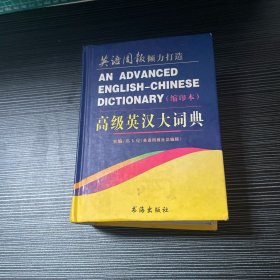 英语周报倾力打造
AN ADVANCED
ENGLISH-CHINESE
DICTIONARY(缩印本)
高级英汉大词典
书海出版社